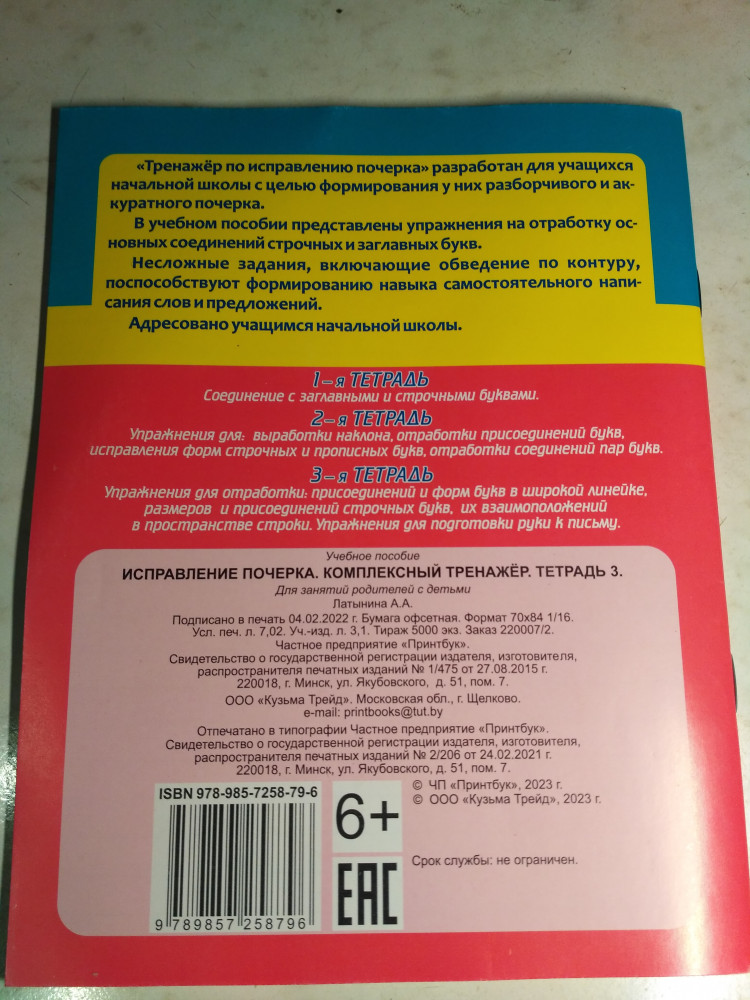 «Тренажёр по исправлению почерка» разработан для учащихся
начальной школы с целью формирования у них разборчивого и ак-
куратного почерка.
В учебном пособии представлены упражнения на отработку ос-
новных соединений строчных и заглавных букв.
Несложные задания, включающие обведение по контуру,
поспособствуют формированию навыка самостоятельного напи-
сания слов и предложений.
Адресовано учащимся начальной школы.
1 – я ТЕТРАДЬ
Соединение с заглавными и строчными буквами.
2 – я ТЕТРАДЬ
Упражнения для: выработки наклона, отработки присоединений букв,
исправления форм строчных и прописных букв, отработки соединений пар букв.
3 – я ТЕТРАДЬ
Упражнения для отработки: присоединений и форм букв в широкой линейке,
размеров и присоединений строчных букв, их взаимоположений
в пространстве строки. Упражнения для подготовки руки к письму.
Учебное пособие
ИСПРАВЛЕНИЕ ПОЧЕРКА. КОМПЛЕКСНЫЙ ТРЕНАЖЁР. ТЕТРАДЬ 3.
Для занятий родителей с детьми
Латынина А.А.
Подписано в печать 04.02.2022 г. Бумага офсетная. Формат 70х84 1/16.
Усл. печ. л. 7,02. Уч.-изд. л. 3,1. Тираж 5000 экз. Заказ 220007/2.
Частное предприятие «Принтбук».
Свидетельство о государственной регистрации издателя, изготовителя,
распространителя печатных изданий № 1/475 от 27.08.2015 г.
220018, г. Минск, ул. Якубовского, д. 51, пом. 7.
ООО «Кузьма Трейд». Московская обл., г. Щелково.
e-mail: printbooks@tut.by
Отпечатано в типографии Частное предприятие «Принтбук».
Свидетельство о государственной регистрации издателя, изготовителя,
распространителя печатных изданий № 2/206 от 24.02.2021 г.
220018, г. Минск, ул. Якубовского, д. 51, пом. 7.
ISBN 978-985-7258-79-6
9 789857 258796
6+
EAC
© ЧП «Принтбук», 2023 г.
© ООО «Кузьма Трейд», 2023 г.
Срок службы: не ограничен.